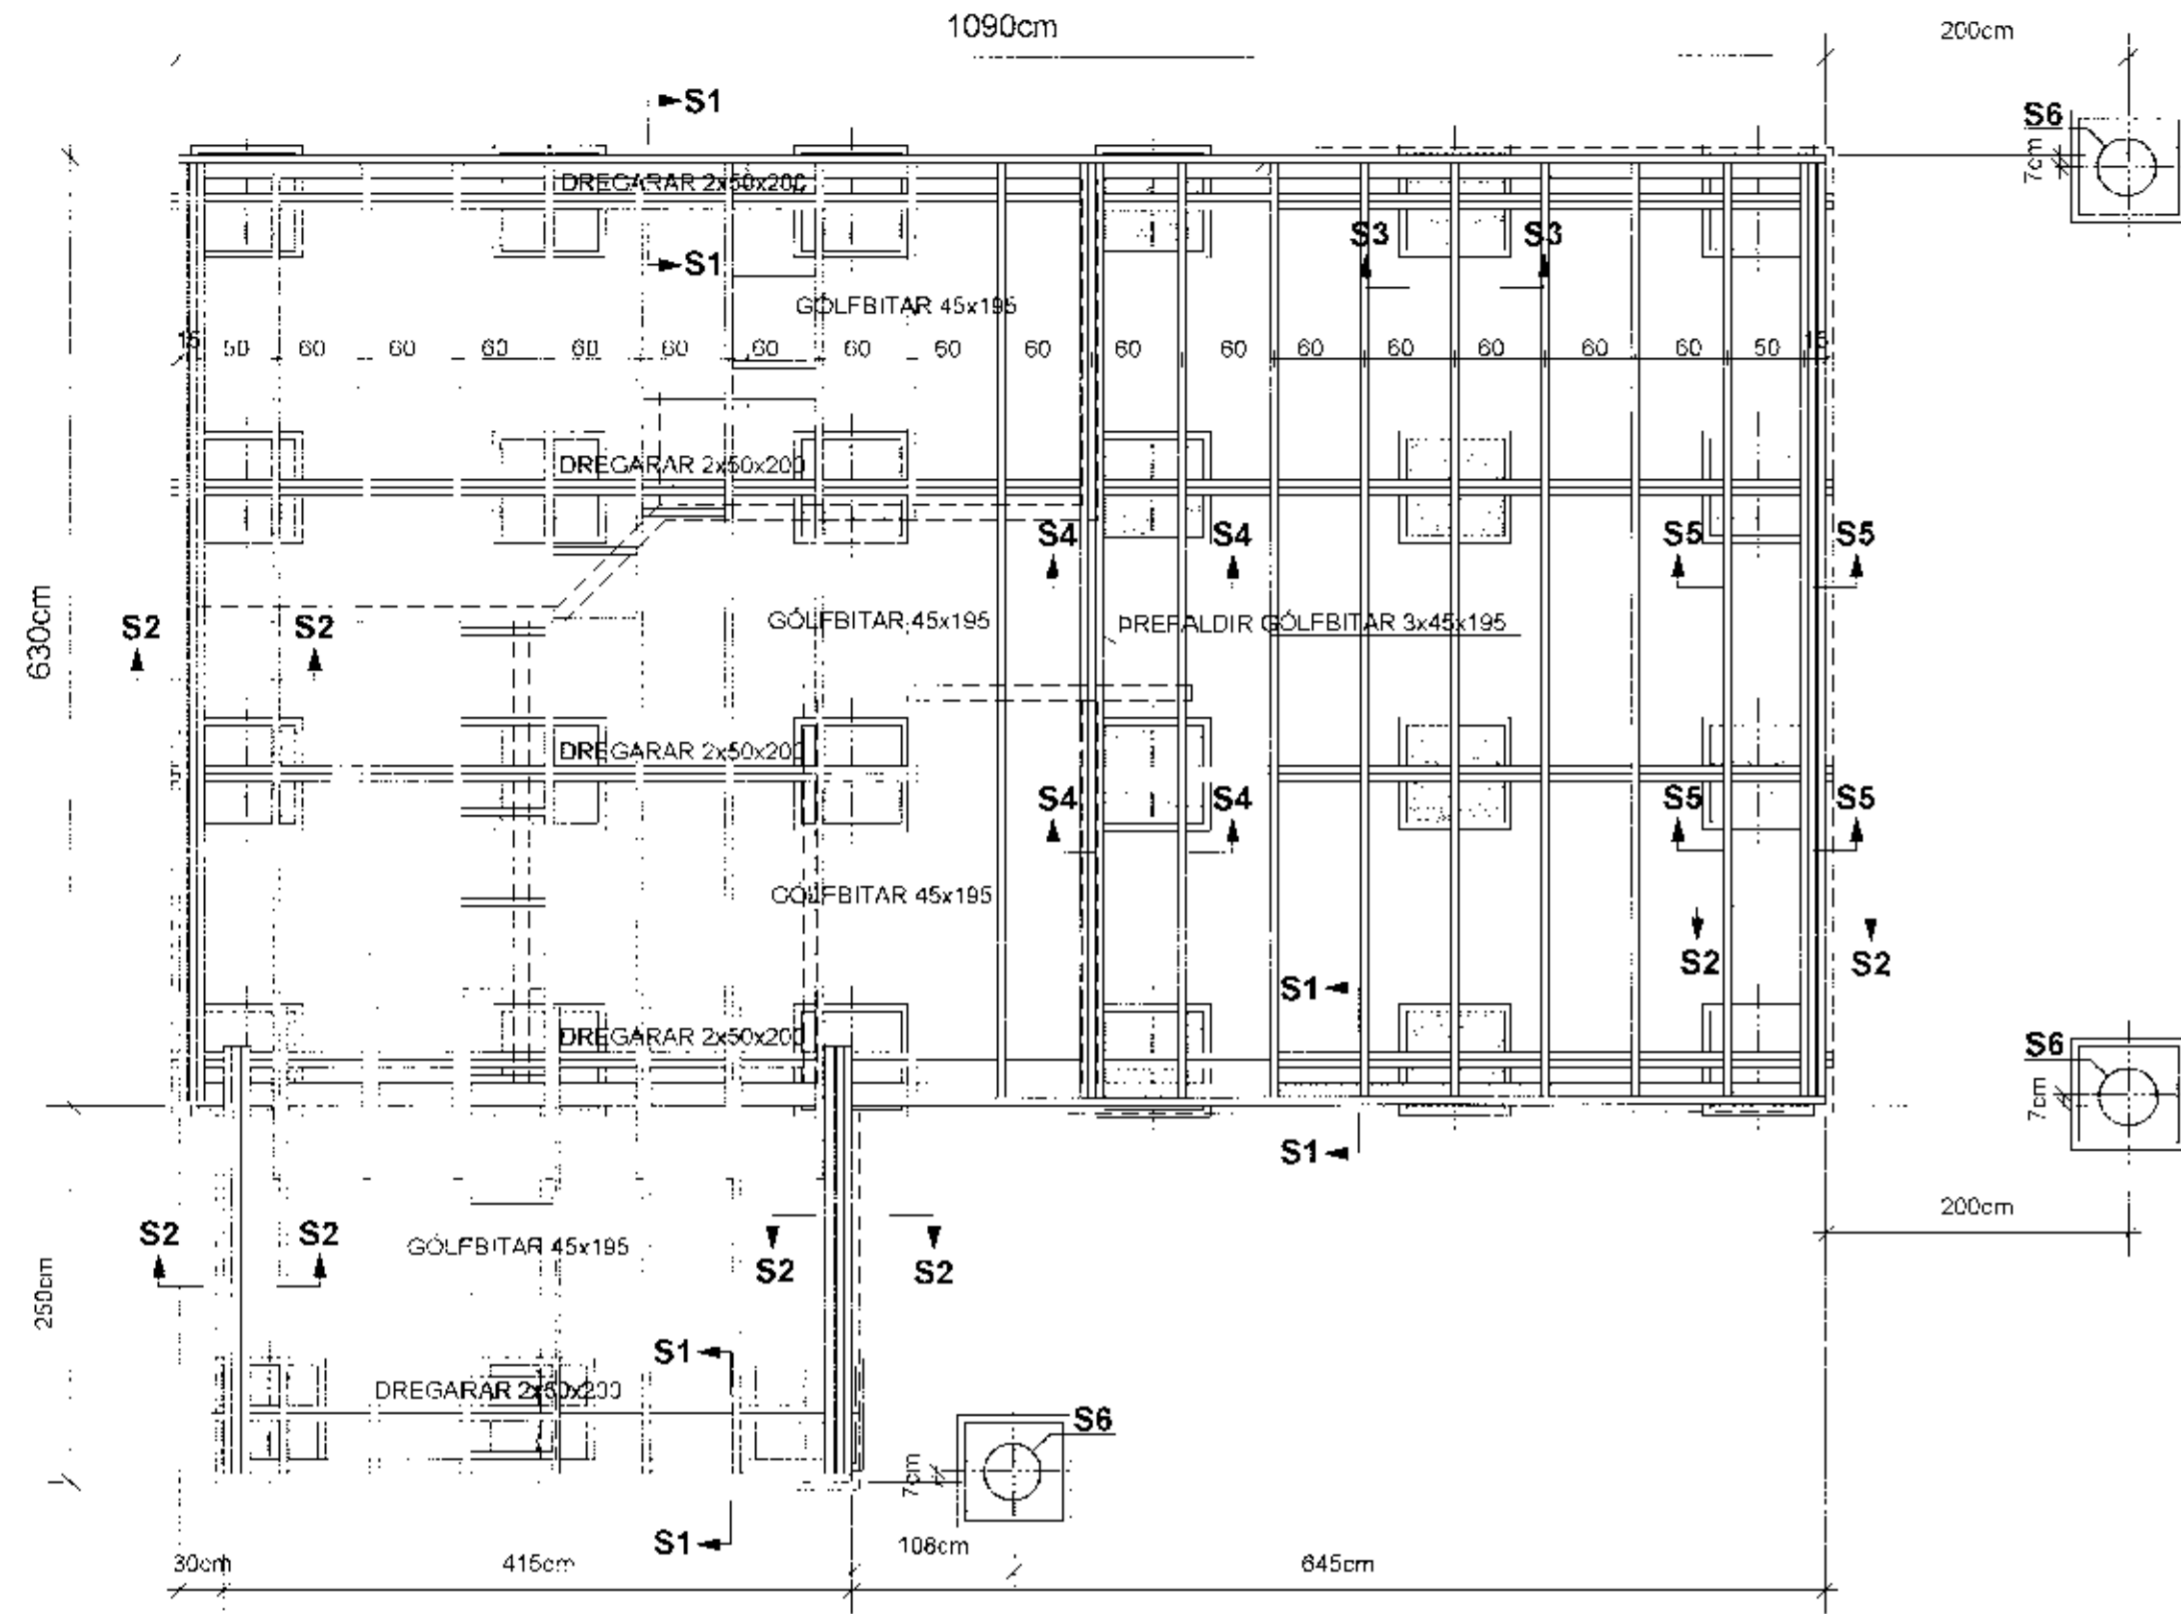 1090cm
200cm
S1
S6
7cm
DREGARAR 2x50x200
S3 S3
S1
GÓLFBITAR 45x195
15 50 60 60 60 60 60 60 60 60 60 60 60 60 60 60 60 60 50 15
DREGARAR 2x50x200
S4 S4 S5 S5
630cm
S2 S2
GÓLFBITAR 45x195
ÞREFALDIR GÓLFBITAR 3x45x195
DREGARAR 2x50x200
S4 S4 S5 S5
GÓLFBITAR 45x195
S2 S2
S1
DREGARAR 2x50x200
S6
7cm
S1
200cm
S2 S2
GÓLFBITAR 45x195
S2 S2
250cm
S1
DREGARAR 2x50x200
S6
7cm
S1
30cm 415cm 108cm 645cm